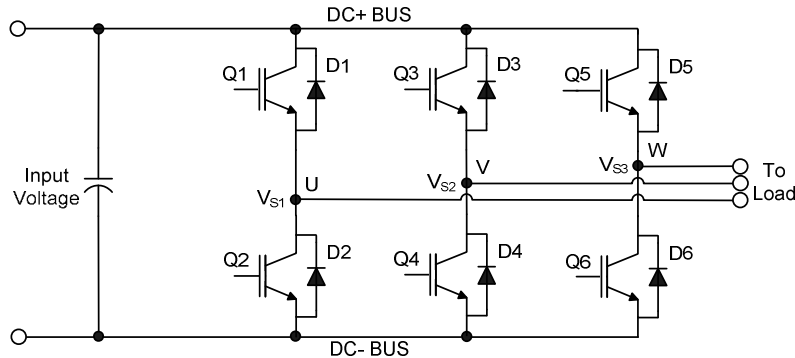 DC+ BUS
Q1
D1
Q3
D3
Q5
D5
Input
Voltage
VS1
U
VS2
V
VS3
W
To
Load
Q2
D2
Q4
D4
Q6
D6
DC- BUS